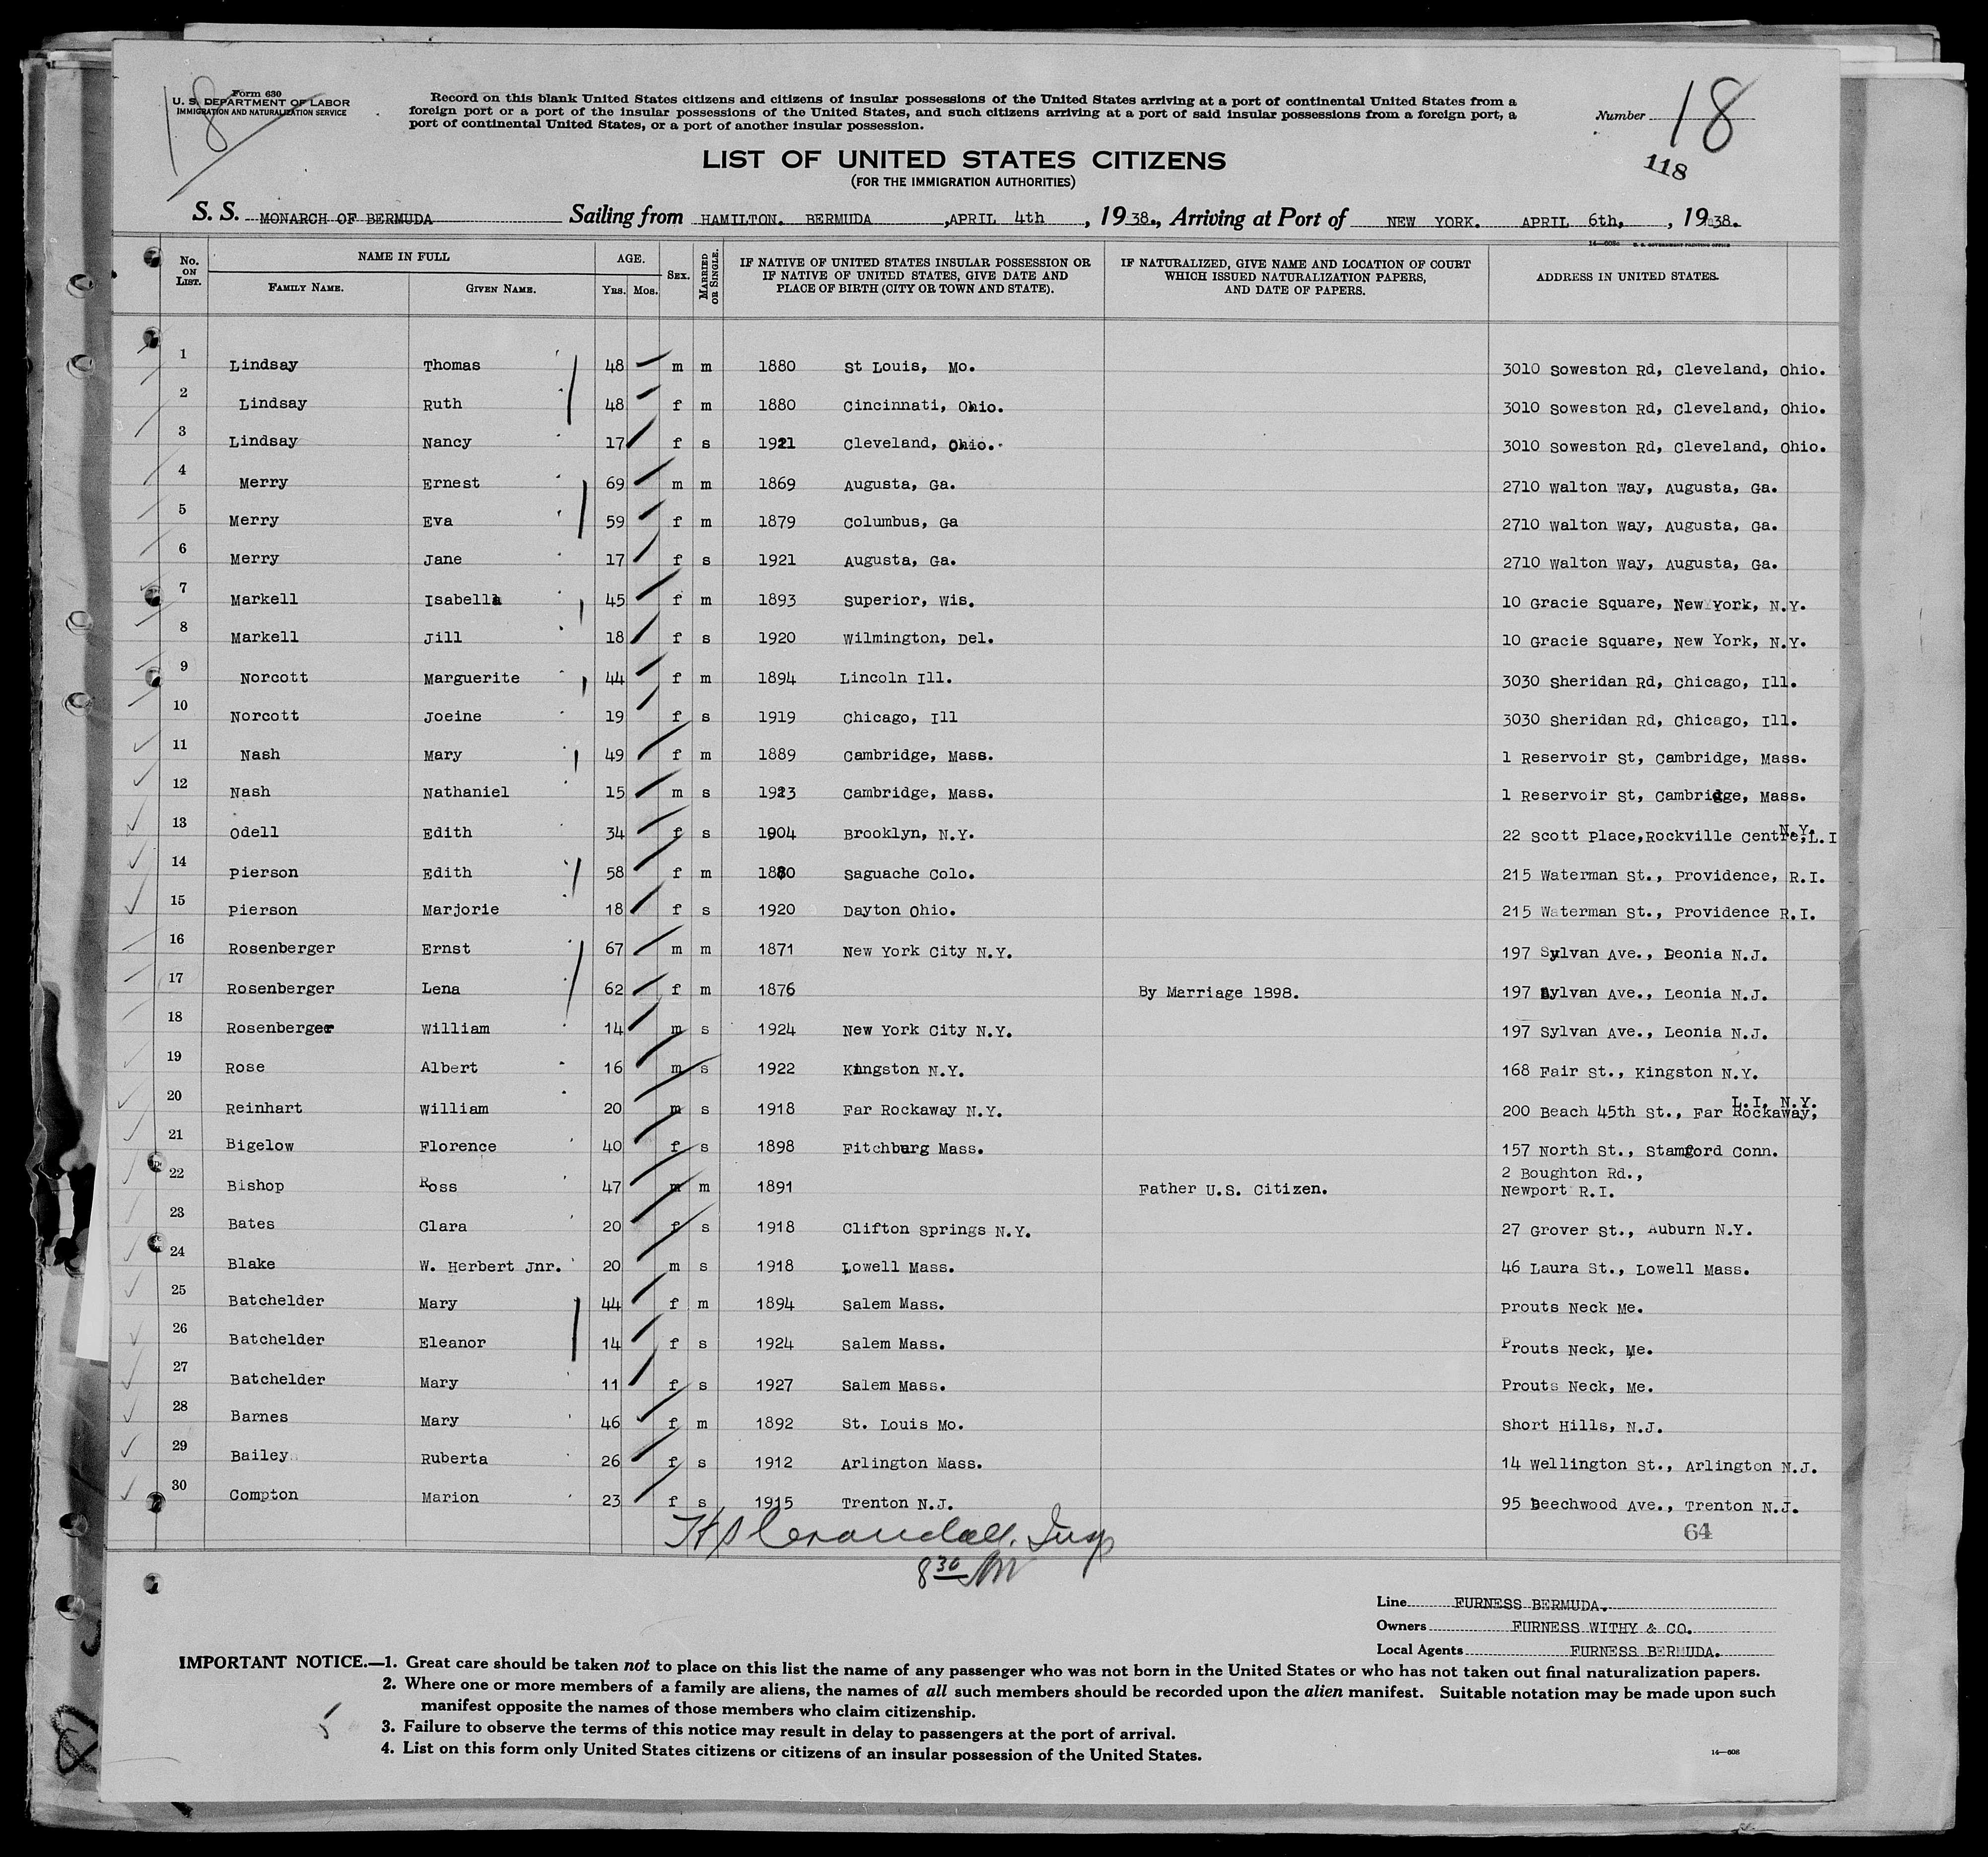 18
Form 630
U. S. DEPARTMENT OF LABOR
IMMIGRATION AND NATURALIZATION SERVICE
Record on this blank United States citizens and citizens of insular possessions of the United States arriving at a port of continental United States from a
foreign port or a port of the insular possessions of the United States, and such citizens arriving at a port of said insular possessions from a foreign port, a
port of continental United States, or a port of another insular possession.
Number 18
118
LIST OF UNITED STATES CITIZENS
(FOR THE IMMIGRATION AUTHORITIES)
S. S. MONARCH OF BERMUDA Sailing from HAMILTON. BERMUDA ,APRIL 4th , 1938., Arriving at Port of NEW YORK. APRIL 6th, , 1938.
No. ON LIST. NAME IN FULL FAMILY NAME. GIVEN NAME. AGE. YRS. MOS. SEX. MARRIED OR SINGLE. IF NATIVE OF UNITED STATES INSULAR POSSESSION OR IF NATIVE OF UNITED STATES, GIVE DATE AND PLACE OF BIRTH (CITY OR TOWN AND STATE). IF NATURALIZED, GIVE NAME AND LOCATION OF COURT WHICH ISSUED NATURALIZATION PAPERS, AND DATE OF PAPERS. ADDRESS IN UNITED STATES.
1 Lindsay Thomas 48 m m 1880 St Louis, Mo. 3010 Soweston Rd, Cleveland, Ohio.
2 Lindsay Ruth 48 f m 1880 Cincinnati, Ohio. 3010 Soweston Rd, Cleveland, Ohio.
3 Lindsay Nancy 17 f s 1921 Cleveland, Ohio. 3010 Soweston Rd, Cleveland, Ohio.
4 Merry Ernest 69 m m 1869 Augusta, Ga. 2710 Walton Way, Augusta, Ga.
5 Merry Eva 59 f m 1879 Columbus, Ga 2710 Walton Way, Augusta, Ga.
6 Merry Jane 17 f s 1921 Augusta, Ga. 2710 Walton Way, Augusta, Ga.
7 Markell Isabella 45 f m 1893 Superior, Wis. 10 Gracie Square, New York, N.Y.
8 Markell Jill 18 f s 1920 Wilmington, Del. 10 Gracie Square, New York, N.Y.
9 Norcott Marguerite 44 f m 1894 Lincoln Ill. 3030 Sheridan Rd, Chicago, Ill.
10 Norcott Joeine 19 f s 1919 Chicago, Ill 3030 Sheridan Rd, Chicago, Ill.
11 Nash Mary 49 f m 1889 Cambridge, Mass. 1 Reservoir St, Cambridge, Mass.
12 Nash Nathaniel 15 m s 1923 Cambridge, Mass. 1 Reservoir St, Cambridge, Mass.
13 Odell Edith 34 f s 1904 Brooklyn, N.Y. 22 Scott Place,Rockville Centre,L.I N.Y.
14 Pierson Edith 58 f m 1880 Saguache Colo. 215 Waterman St., Providence, R.I.
15 Pierson Marjorie 18 f s 1920 Dayton Ohio. 215 Waterman St., Providence R.I.
16 Rosenberger Ernst 67 m m 1871 New York City N.Y. 197 Sylvan Ave., Leonia N.J.
17 Rosenberger Lena 62 f m 1876 By Marriage 1898. 197 Sylvan Ave., Leonia N.J.
18 Rosenberger William 14 m s 1924 New York City N.Y. 197 Sylvan Ave., Leonia N.J.
19 Rose Albert 16 m s 1922 Kingston N.Y. 168 Fair St., Kingston N.Y.
20 Reinhart William 20 m s 1918 Far Rockaway N.Y. 200 Beach 45th St., Far Rockaway, L.I. N.Y.
21 Bigelow Florence 40 f s 1898 Fitchburg Mass. 157 North St., Stamford Conn.
22 Bishop Ross 47 m m 1891 Father U.S. Citizen. 2 Boughton Rd., Newport R.I.
23 Bates Clara 20 f s 1918 Clifton Springs N.Y. 27 Grover St., Auburn N.Y.
24 Blake W. Herbert Jnr. 20 m s 1918 Lowell Mass. 46 Laura St., Lowell Mass.
25 Batchelder Mary 44 f m 1894 Salem Mass. Prouts Neck Me.
26 Batchelder Eleanor 14 f s 1924 Salem Mass. Prouts Neck, Me.
27 Batchelder Mary 11 f s 1927 Salem Mass. Prouts Neck, Me.
28 Barnes Mary 46 f m 1892 St. Louis Mo. Short Hills, N.J.
29 Bailey Ruberta 26 f s 1912 Arlington Mass. 14 Wellington St., Arlington N.J.
30 Compton Marion 23 f s 1915 Trenton N.J. 95 Beechwood Ave., Trenton N.J.
Crandall. Insp
64
8 30 AM
Line FURNESS BERMUDA.
Owners FURNESS WITHY & CO.
Local Agents FURNESS BERMUDA.
IMPORTANT NOTICE.—1. Great care should be taken not to place on this list the name of any passenger who was not born in the United States or who has not taken out final naturalization papers.
2. Where one or more members of a family are aliens, the names of all such members should be recorded upon the alien manifest. Suitable notation may be made upon such
manifest opposite the names of those members who claim citizenship.
3. Failure to observe the terms of this notice may result in delay to passengers at the port of arrival.
4. List on this form only United States citizens or citizens of an insular possession of the United States.
14—608